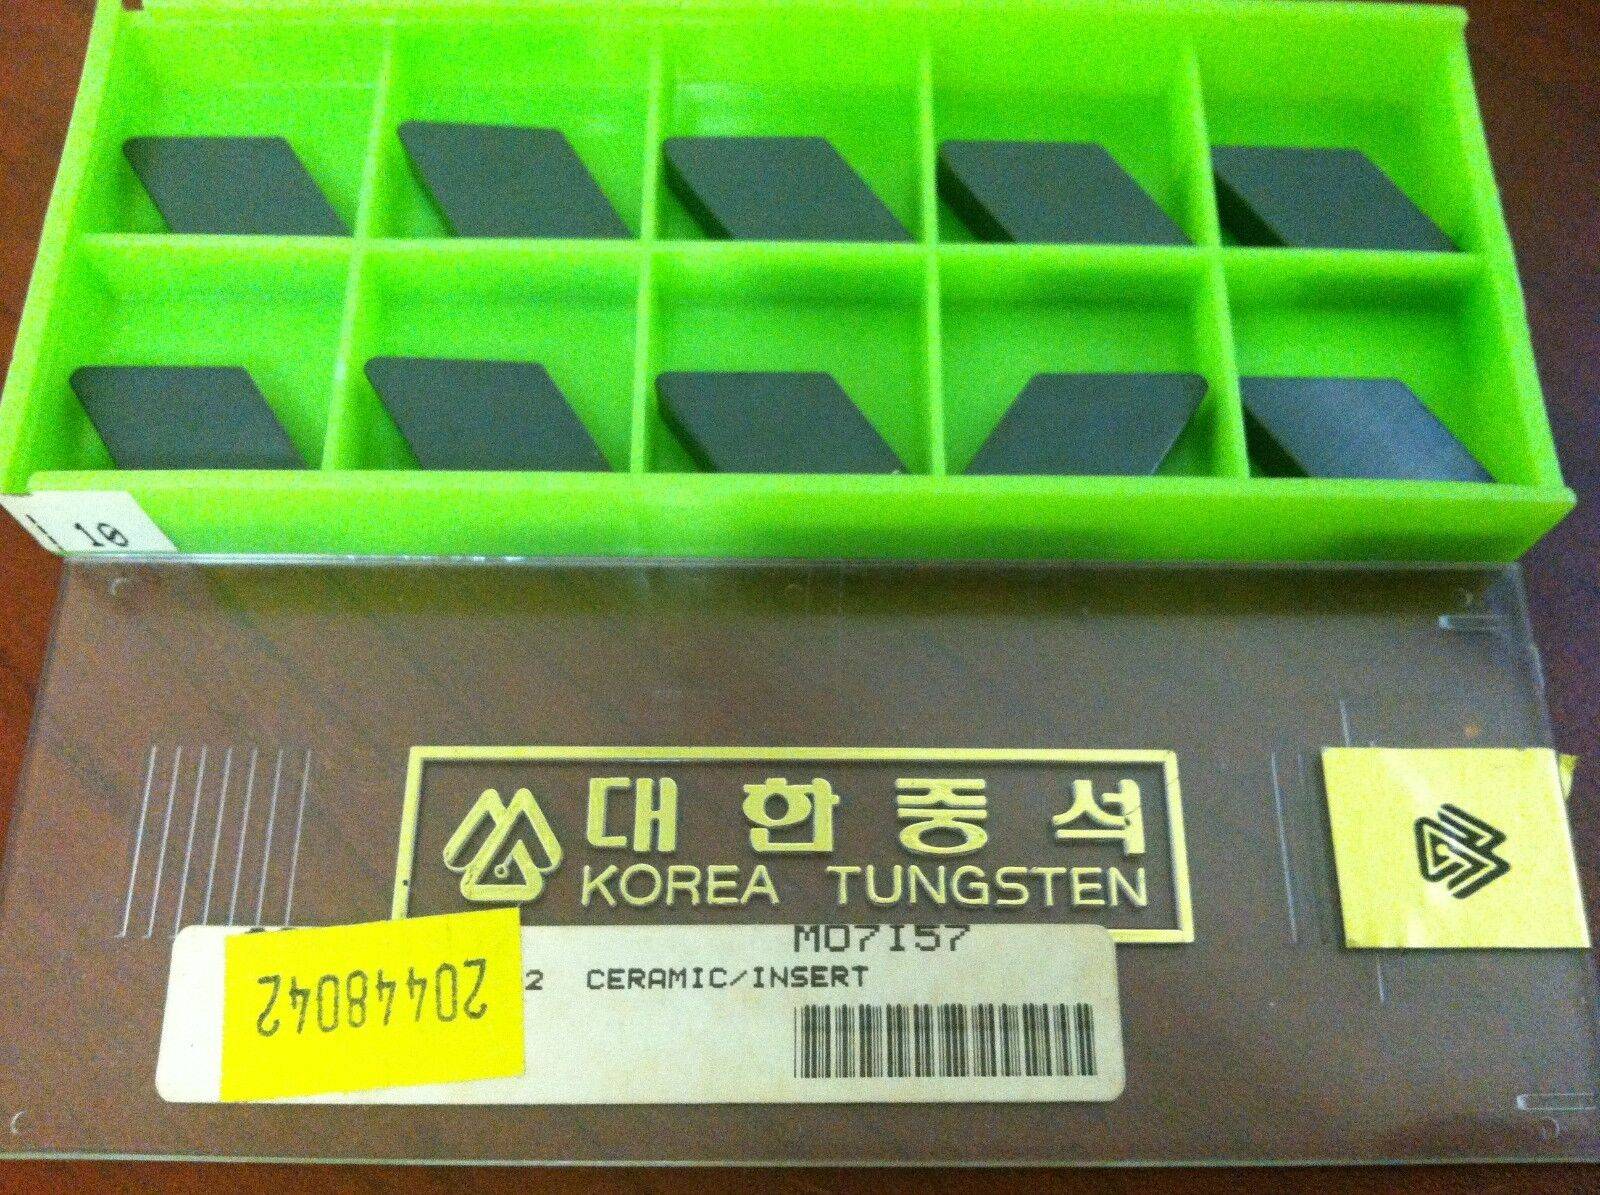 10
대한중석
KOREA TUNGSTEN
M07I57
2 CERAMIC/INSERT
20448042